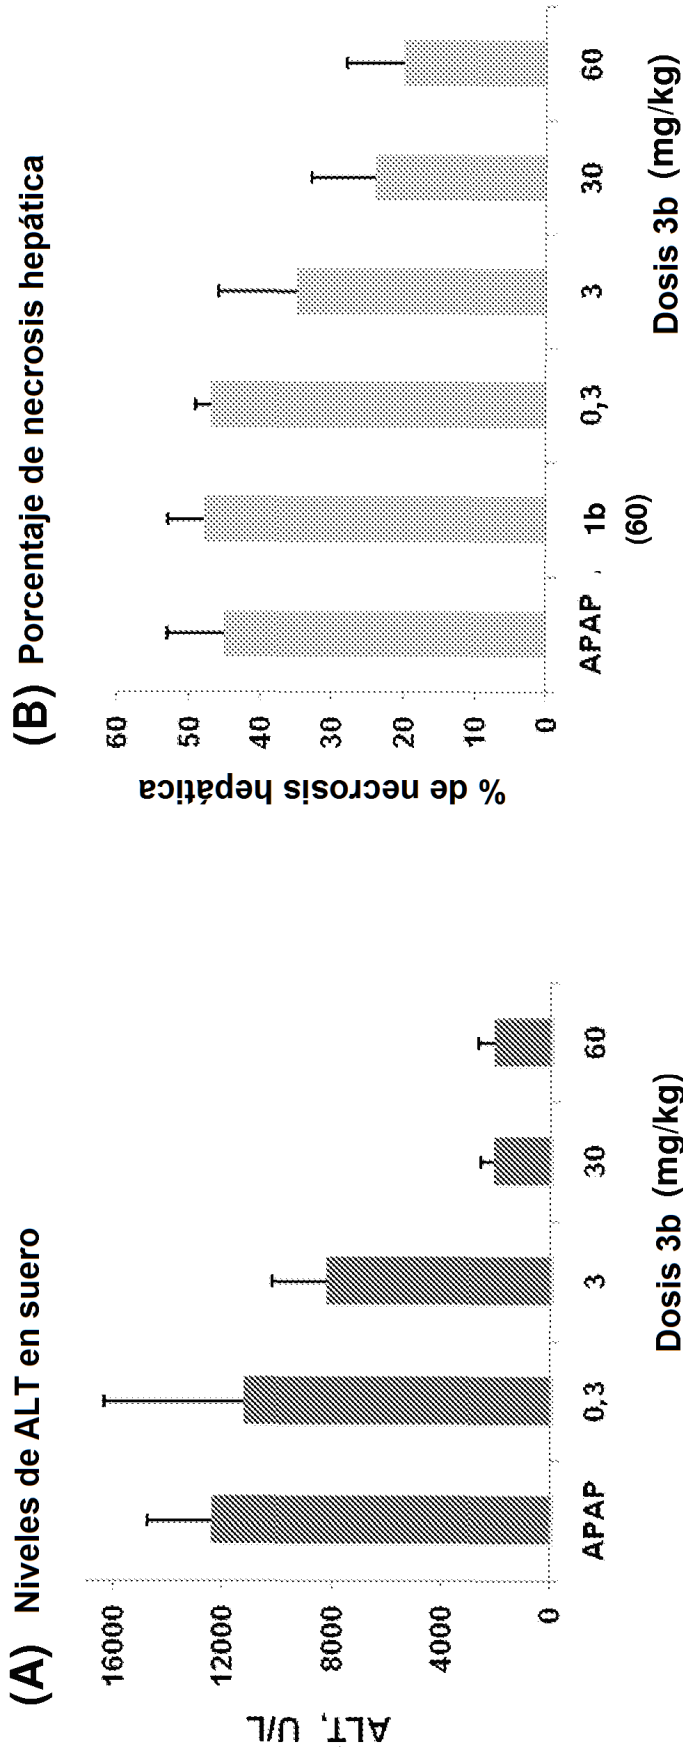 (A) Niveles de ALT en suero
ALT, U/L
16000
12000
8000
4000
0
APAP 0,3 3 30 60
Dosis 3b (mg/kg)
(B) Porcentaje de necrosis hepática
% de necrosis hepática
60
50
40
30
20
10
0
APAP 1b 0,3 3 30 60
(60)
Dosis 3b (mg/kg)